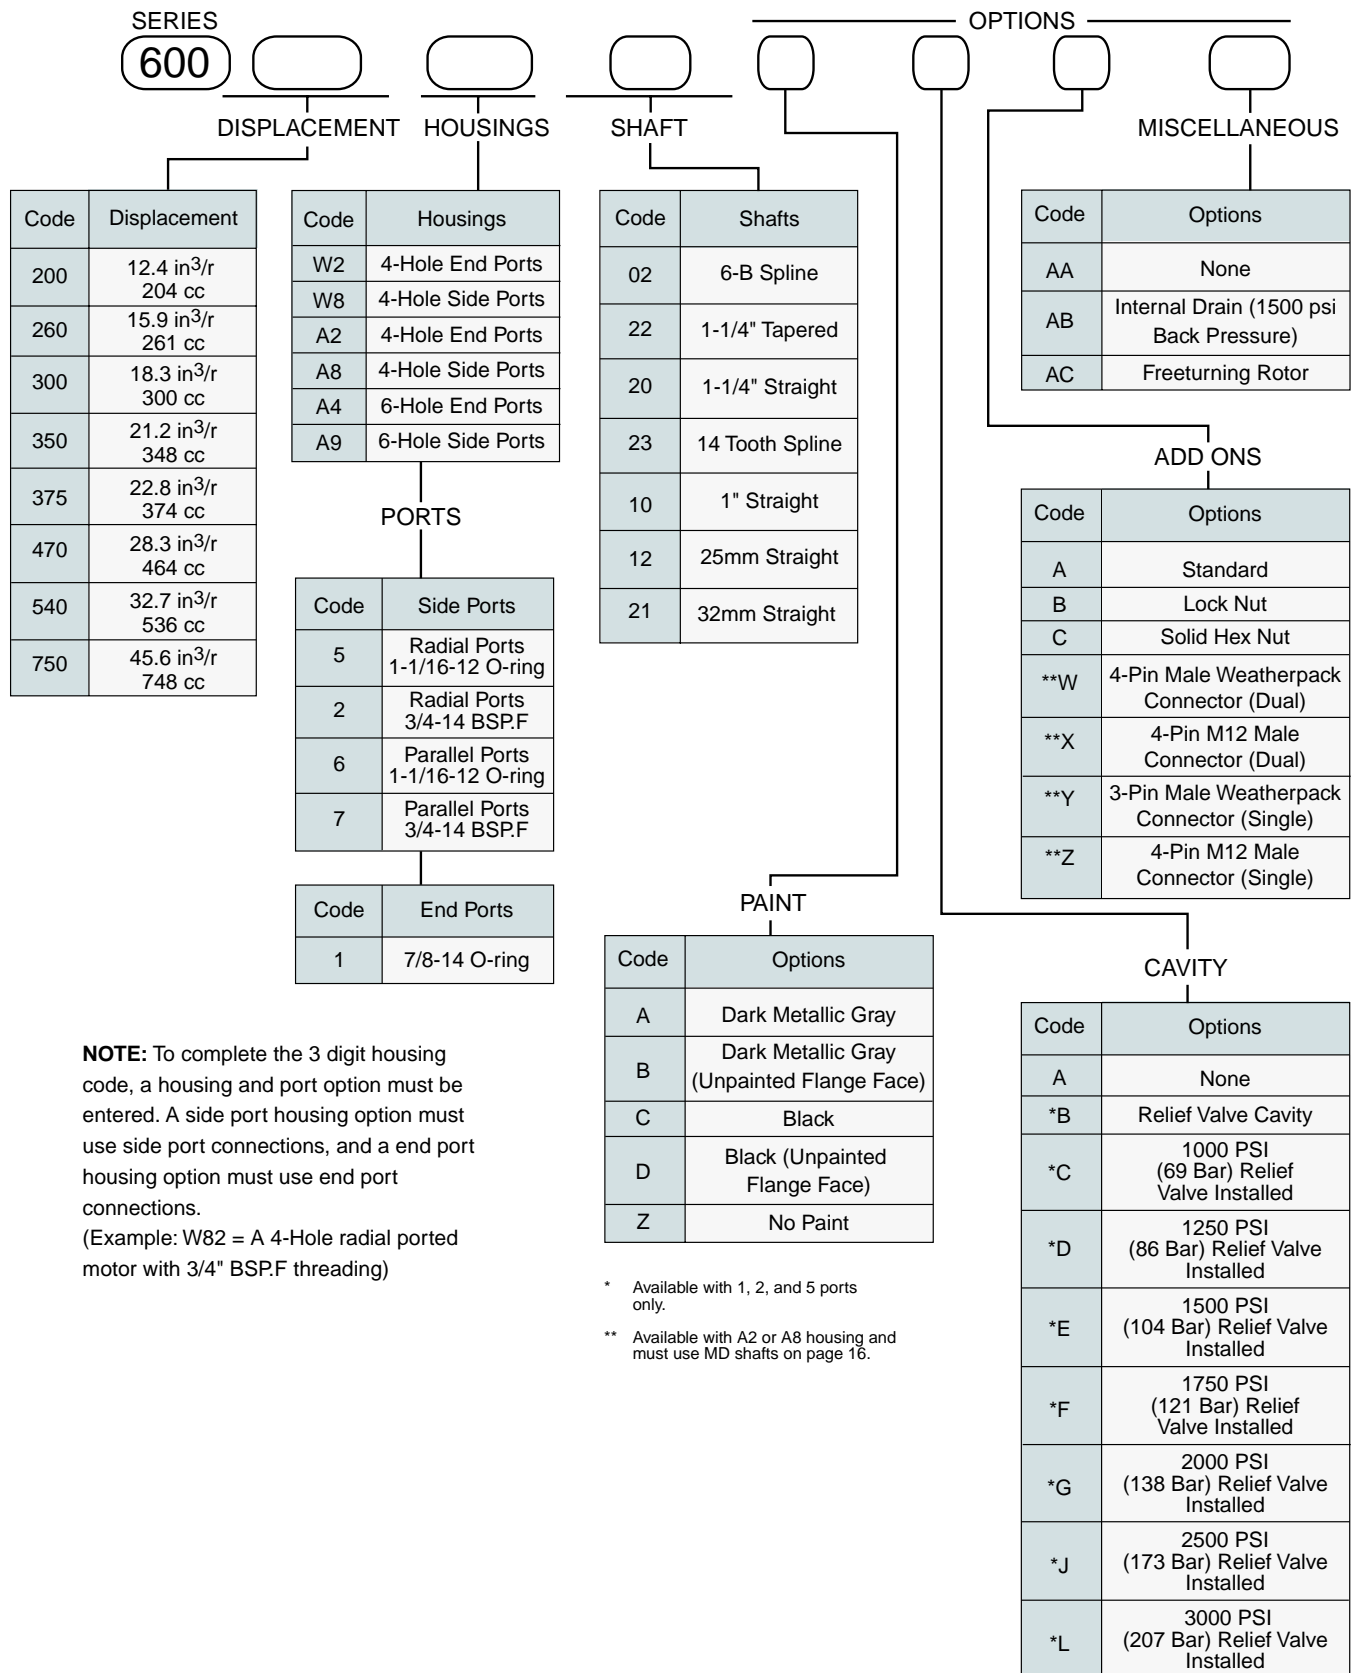 SERIES
OPTIONS
600
DISPLACEMENT
HOUSINGS
SHAFT
MISCELLANEOUS
Code Displacement
200 12.4 in3/r
204 cc
260 15.9 in3/r
261 cc
300 18.3 in3/r
300 cc
350 21.2 in3/r
348 cc
375 22.8 in3/r
374 cc
470 28.3 in3/r
464 cc
540 32.7 in3/r
536 cc
750 45.6 in3/r
748 cc
Code Housings
W2 4-Hole End Ports
W8 4-Hole Side Ports
A2 4-Hole End Ports
A8 4-Hole Side Ports
A4 6-Hole End Ports
A9 6-Hole Side Ports
PORTS
Code Side Ports
5 Radial Ports
1-1/16-12 O-ring
2 Radial Ports
3/4-14 BSP.F
6 Parallel Ports
1-1/16-12 O-ring
7 Parallel Ports
3/4-14 BSP.F
Code End Ports
1 7/8-14 O-ring
NOTE: To complete the 3 digit housing
code, a housing and port option must be
entered. A side port housing option must
use side port connections, and a end port
housing option must use end port
connections.
(Example: W82 = A 4-Hole radial ported
motor with 3/4" BSP.F threading)
Code Shafts
02 6-B Spline
22 1-1/4" Tapered
20 1-1/4" Straight
23 14 Tooth Spline
10 1" Straight
12 25mm Straight
21 32mm Straight
PAINT
Code Options
A Dark Metallic Gray
B Dark Metallic Gray
(Unpainted Flange Face)
C Black
D Black (Unpainted
Flange Face)
Z No Paint
* Available with 1, 2, and 5 ports
only.
** Available with A2 or A8 housing and
must use MD shafts on page 16.
Code Options
AA None
AB Internal Drain (1500 psi
Back Pressure)
AC Freeturning Rotor
ADD ONS
Code Options
A Standard
B Lock Nut
C Solid Hex Nut
**W 4-Pin Male Weatherpack
Connector (Dual)
**X 4-Pin M12 Male
Connector (Dual)
**Y 3-Pin Male Weatherpack
Connector (Single)
**Z 4-Pin M12 Male
Connector (Single)
CAVITY
Code Options
A None
*B Relief Valve Cavity
*C 1000 PSI
(69 Bar) Relief
Valve Installed
*D 1250 PSI
(86 Bar) Relief Valve
Installed
*E 1500 PSI
(104 Bar) Relief Valve
Installed
*F 1750 PSI
(121 Bar) Relief
Valve Installed
*G 2000 PSI
(138 Bar) Relief Valve
Installed
*J 2500 PSI
(173 Bar) Relief Valve
Installed
*L 3000 PSI
(207 Bar) Relief Valve
Installed